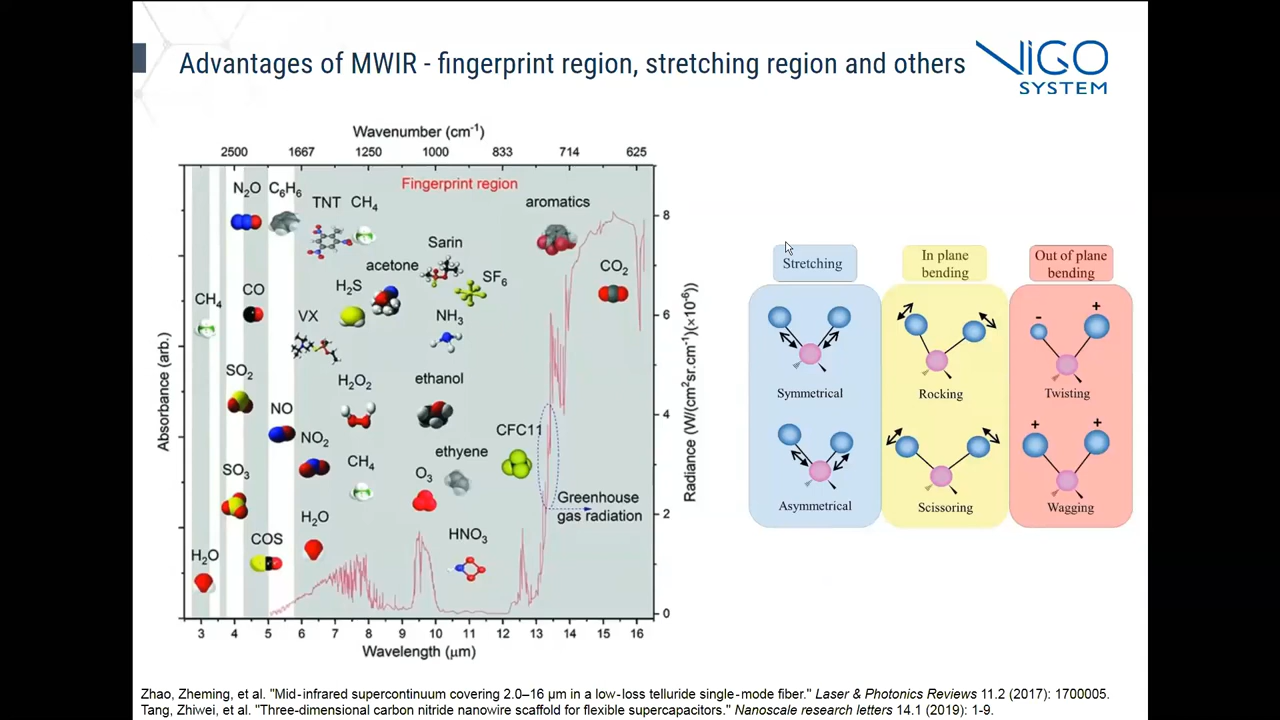 Advantages of MWIR - fingerprint region, stretching region and others
VIGO
SYSTEM
Wavenumber (cm-1)
2500 1667 1250 1000 833 714 625
Fingerprint region
N2O C6H6
TNT CH4
aromatics
Sarin
acetone
SF6
CO2
CH4
CO
H2S
VX
NH3
SO2
H2O2
ethanol
NO
NO2
CFC11
SO3
CH4
ethyene
O3
Greenhouse
gas radiation
H2O
COS
HNO3
H2O
Absorbance (arb.)
8
6
4
2
0
Radiance (W/(cm2sr.cm-1)(×10-6))
3 4 5 6 7 8 9 10 11 12 13 14 15 16
Wavelength (μm)
Stretching
In plane
bending
Out of plane
bending
- +
Symmetrical
Rocking
Twisting
+ +
Asymmetrical
Scissoring
Wagging
Zhao, Zheming, et al. "Mid-infrared supercontinuum covering 2.0–16 μm in a low-loss telluride single-mode fiber." Laser & Photonics Reviews 11.2 (2017): 1700005.
Tang, Zhiwei, et al. "Three-dimensional carbon nitride nanowire scaffold for flexible supercapacitors." Nanoscale research letters 14.1 (2019): 1-9.